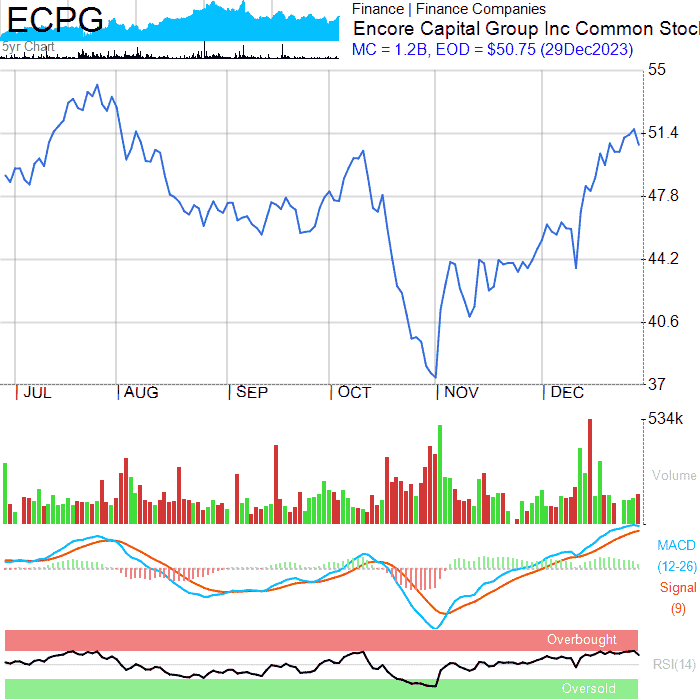 ECPG
5yr Chart
Finance | Finance Companies
Encore Capital Group Inc Common Stoc
MC = 1.2B, EOD = $50.75 (29Dec2023)
55
51.4
47.8
44.2
40.6
37
JUL AUG SEP OCT NOV DEC
534k
Volume
MACD
(12-26)
Signal
(9)
Overbought
RSI(14)
Oversold